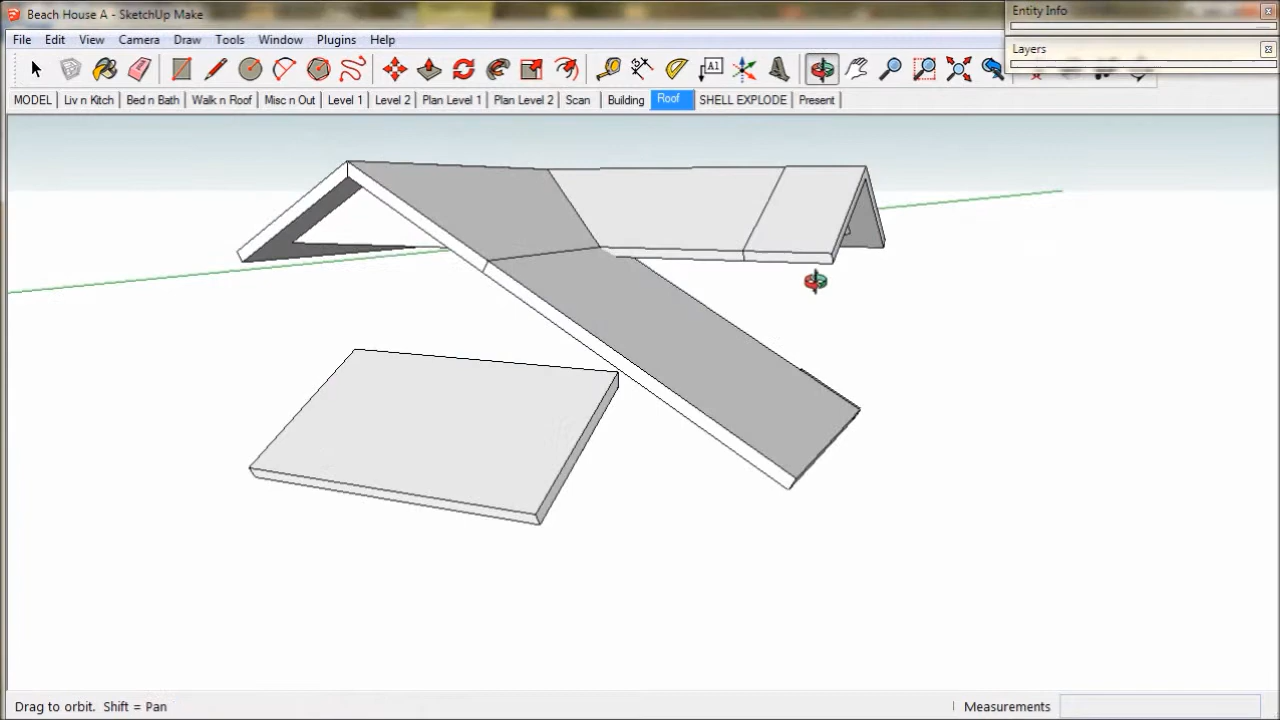 Beach House A - SketchUp Make
Entity Info
File Edit View Camera Draw Tools Window Plugins Help
Layers
A1
MODEL Liv n Kitch Bed n Bath Walk n Roof Misc n Out Level 1 Level 2 Plan Level 1 Plan Level 2 Scan Building Roof SHELL EXPLODE Present
Drag to orbit. Shift = Pan
Measurements